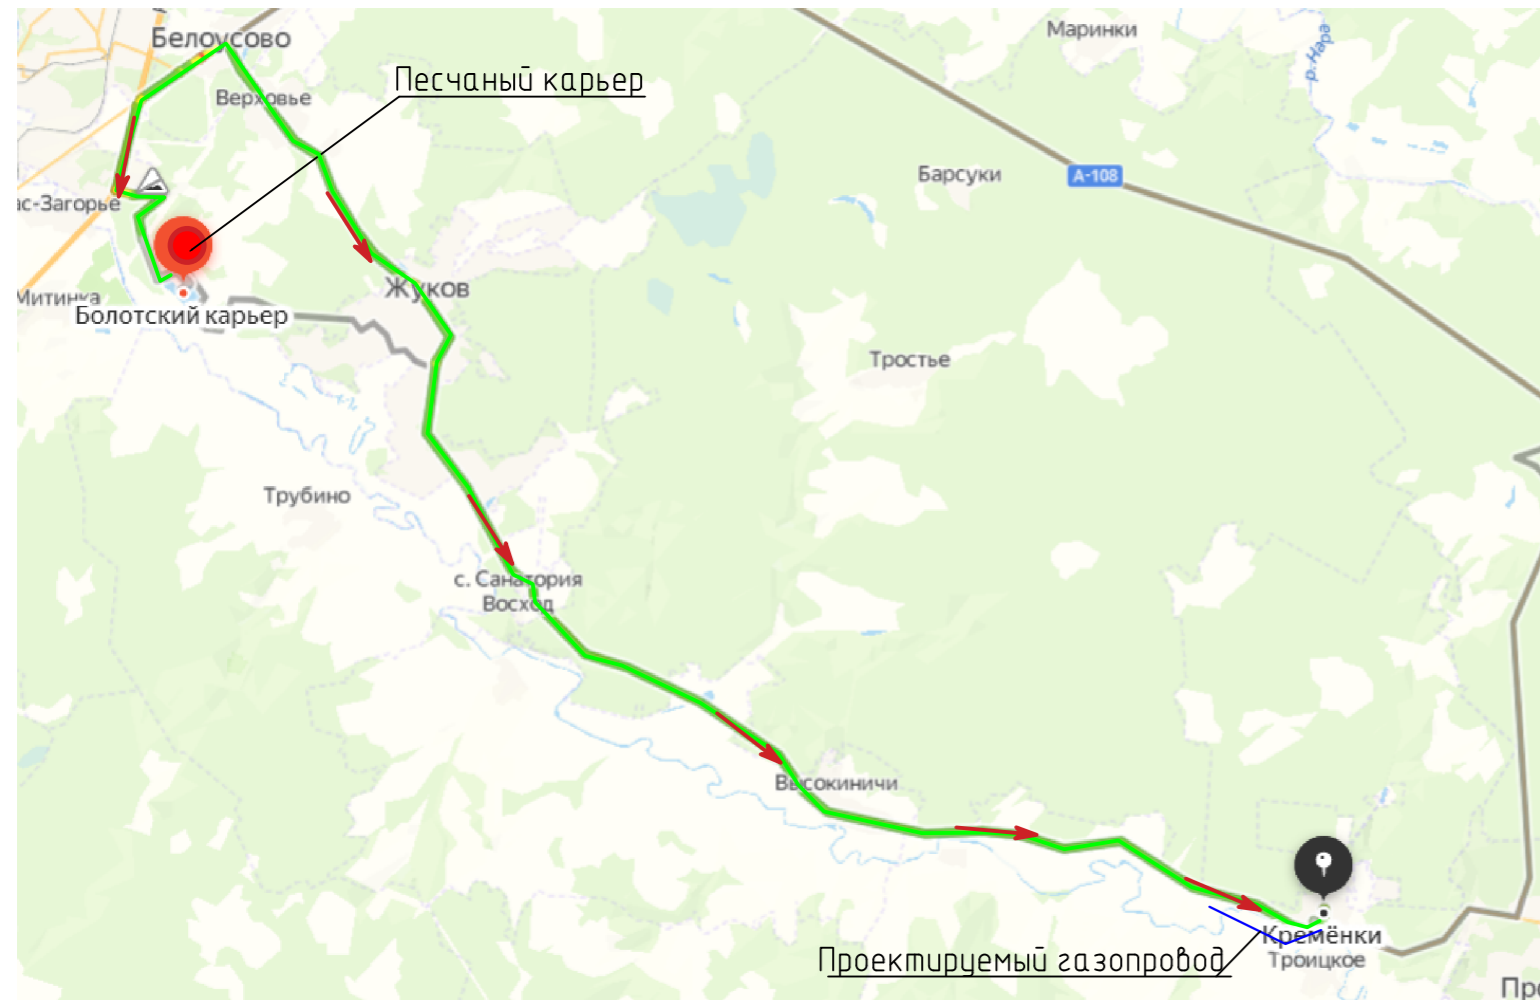 Маринки
р. Нара
Белоусово
Песчаный карьер
Верховье
Барсуки
А-108
ас-Загорье
Жуков
Митинка
Болотский карьер
Тростье
Трубино
с. Санатория
Восход
Высокиничи
Кремёнки
Проектируемый газопровод
Троицкое
Про